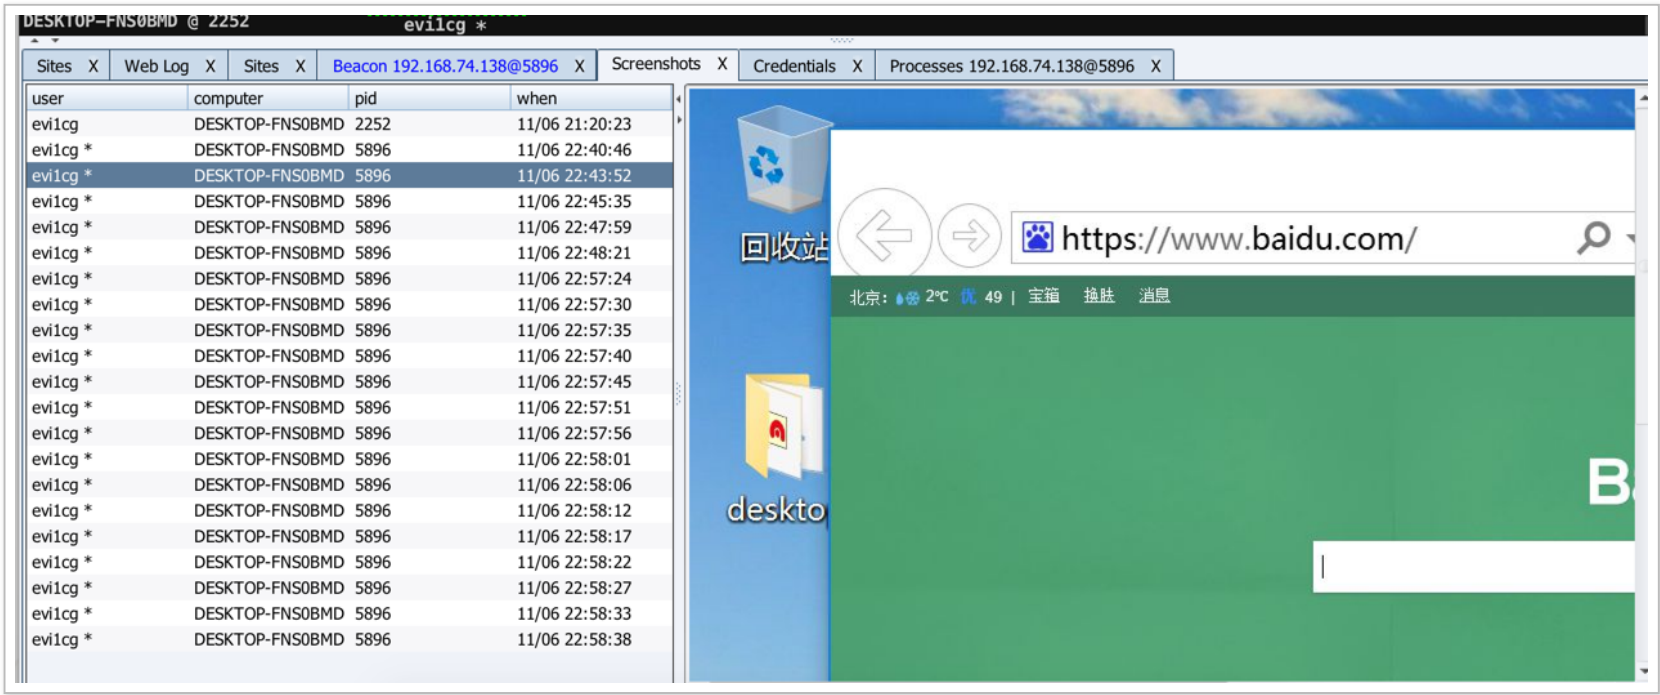 DESKTOP-FNS0BMD @ 2252
evi1cg *
Sites X Web Log X Sites X Beacon 192.168.74.138@5896 X Screenshots X Credentials X Processes 192.168.74.138@5896 X
user computer pid when
evi1cg DESKTOP-FNS0BMD 2252 11/06 21:20:23
evi1cg * DESKTOP-FNS0BMD 5896 11/06 22:40:46
evi1cg * DESKTOP-FNS0BMD 5896 11/06 22:43:52
evi1cg * DESKTOP-FNS0BMD 5896 11/06 22:45:35
evi1cg * DESKTOP-FNS0BMD 5896 11/06 22:47:59
evi1cg * DESKTOP-FNS0BMD 5896 11/06 22:48:21
evi1cg * DESKTOP-FNS0BMD 5896 11/06 22:57:24
evi1cg * DESKTOP-FNS0BMD 5896 11/06 22:57:30
evi1cg * DESKTOP-FNS0BMD 5896 11/06 22:57:35
evi1cg * DESKTOP-FNS0BMD 5896 11/06 22:57:40
evi1cg * DESKTOP-FNS0BMD 5896 11/06 22:57:45
evi1cg * DESKTOP-FNS0BMD 5896 11/06 22:57:51
evi1cg * DESKTOP-FNS0BMD 5896 11/06 22:57:56
evi1cg * DESKTOP-FNS0BMD 5896 11/06 22:58:01
evi1cg * DESKTOP-FNS0BMD 5896 11/06 22:58:06
evi1cg * DESKTOP-FNS0BMD 5896 11/06 22:58:12
evi1cg * DESKTOP-FNS0BMD 5896 11/06 22:58:17
evi1cg * DESKTOP-FNS0BMD 5896 11/06 22:58:22
evi1cg * DESKTOP-FNS0BMD 5896 11/06 22:58:27
evi1cg * DESKTOP-FNS0BMD 5896 11/06 22:58:33
evi1cg * DESKTOP-FNS0BMD 5896 11/06 22:58:38
回收站
https://www.baidu.com/
北京: 2℃ 优 49 | 宝箱 换肤 消息
deskto
Ba